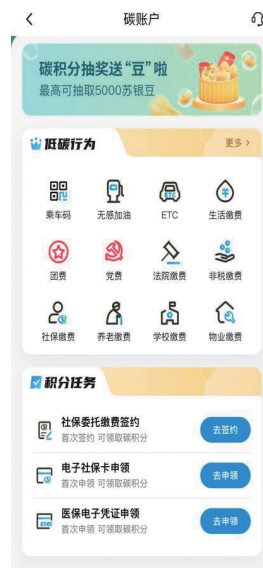 碳账户
碳积分抽奖送“豆”啦
最高可抽取5000苏银豆
低碳行为
更多 >
乘车码 无感加油 ETC 生活缴费
团费 党费 法院缴费 非税缴费
社保缴费 养老缴费 学校缴费 物业缴费
积分任务
社保委托缴费签约
首次签约 可领取碳积分
去签约
电子社保卡申领
首次申领 可领取碳积分
去申领
医保电子凭证申领
首次申领 可领取碳积分
去申领